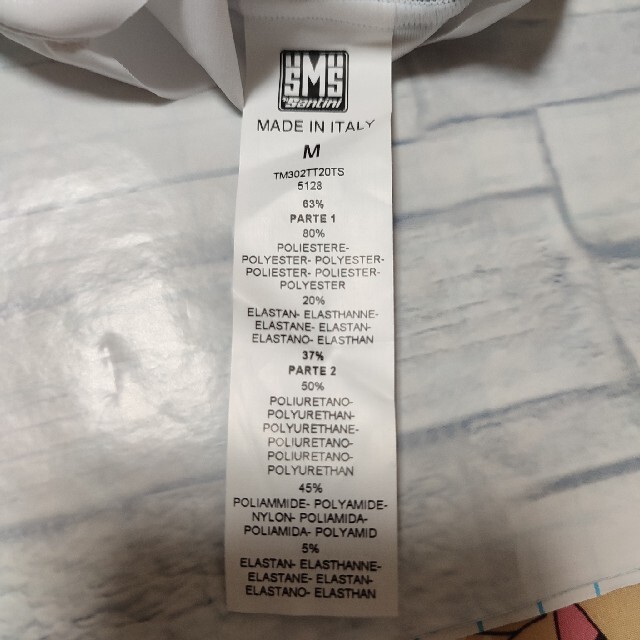 SMS
Santini
MADE IN ITALY
M
TM302TT20TS
5128
63%
PARTE 1
80%
POLIESTERE-
POLYESTER- POLYESTER-
POLIESTER- POLIESTER-
POLYESTER
20%
ELASTAN- ELASTHANNE-
ELASTANE- ELASTAN-
ELASTANO- ELASTHAN
37%
PARTE 2
50%
POLIURETANO-
POLYURETHAN-
POLYURETHANE-
POLIURETANO-
POLIURETANO-
POLYURETHAN
45%
POLIAMMIDE- POLYAMIDE-
NYLON- POLIAMIDA-
POLIAMIDA- POLYAMID
5%
ELASTAN- ELASTHANNE-
ELASTANE- ELASTAN-
ELASTANO- ELASTHAN